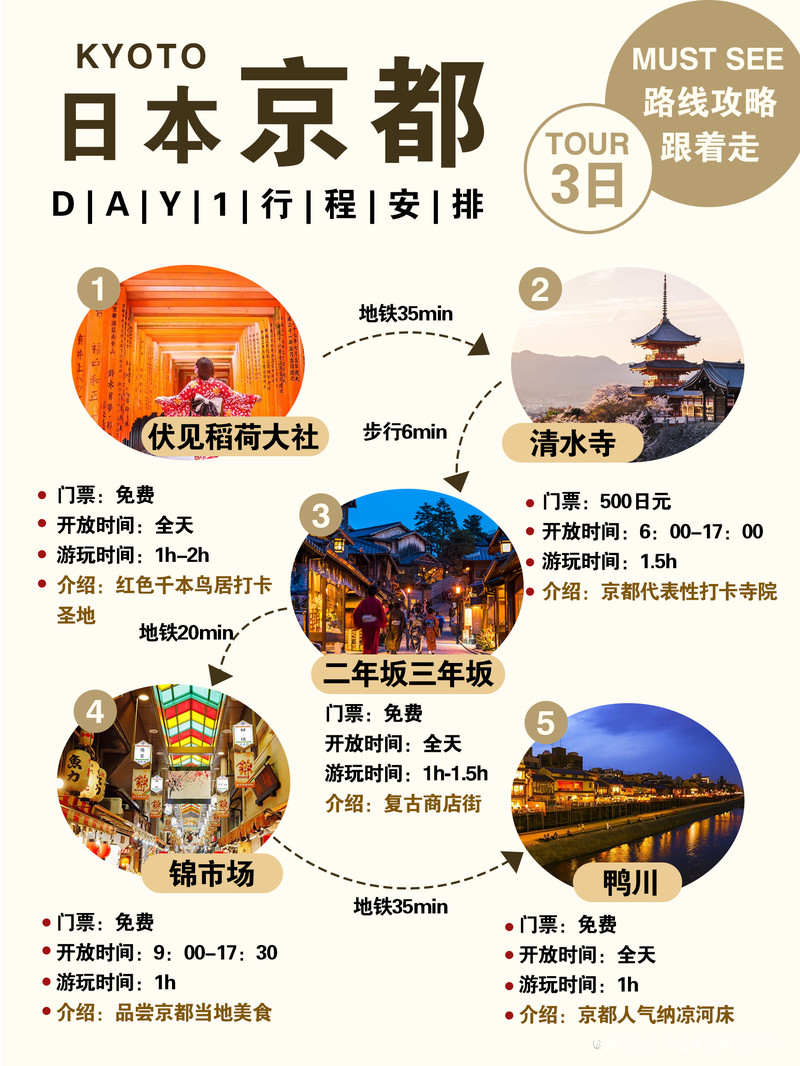 KYOTO
日本京都
D|A|Y|1|行|程|安|排
MUST SEE
路线攻略
跟着走
TOUR
3日
1
伏见稻荷大社
门票：免费
开放时间：全天
游玩时间：1h–2h
介绍：红色千本鸟居打卡
圣地
地铁35min
2
清水寺
门票：500日元
开放时间：6：00–17：00
游玩时间：1.5h
介绍：京都代表性打卡寺院
步行6min
3
二年坂三年坂
门票：免费
开放时间：全天
游玩时间：1h-1.5h
介绍：复古商店街
地铁20min
4
魚力
锦市场
门票：免费
开放时间：9：00–17：30
游玩时间：1h
介绍：品尝京都当地美食
地铁35min
5
鸭川
门票：免费
开放时间：全天
游玩时间：1h
介绍：京都人气纳凉河床